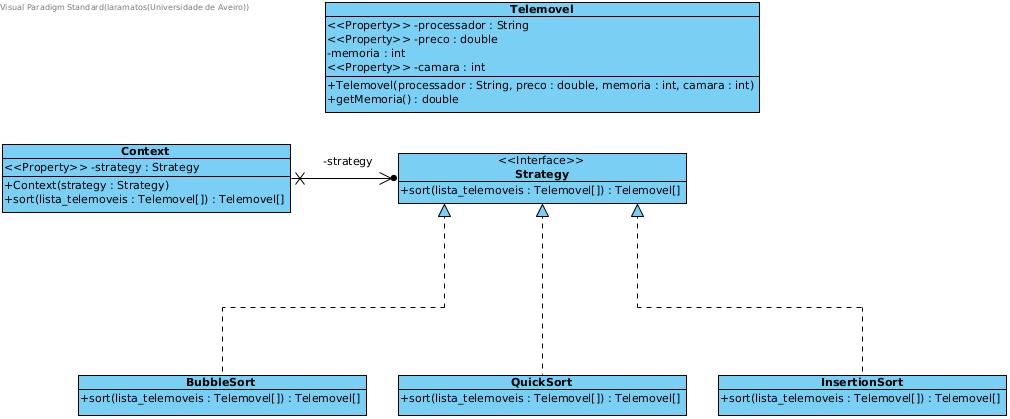 Visual Paradigm Standard(laramatos(Universidade de Aveiro))
Telemovel
<<Property>> -processador : String
<<Property>> -preco : double
-memoria : int
<<Property>> -camara : int
+Telemovel(processador : String, preco : double, memoria : int, camara : int)
+getMemoria() : double
Context
<<Property>> -strategy : Strategy
+Context(strategy : Strategy)
+sort(lista_telemoveis : Telemovel[]) : Telemovel[]
-strategy
<<Interface>>
Strategy
+sort(lista_telemoveis : Telemovel[]) : Telemovel[]
BubbleSort
+sort(lista_telemoveis : Telemovel[]) : Telemovel[]
QuickSort
+sort(lista_telemoveis : Telemovel[]) : Telemovel[]
InsertionSort
+sort(lista_telemoveis : Telemovel[]) : Telemovel[]